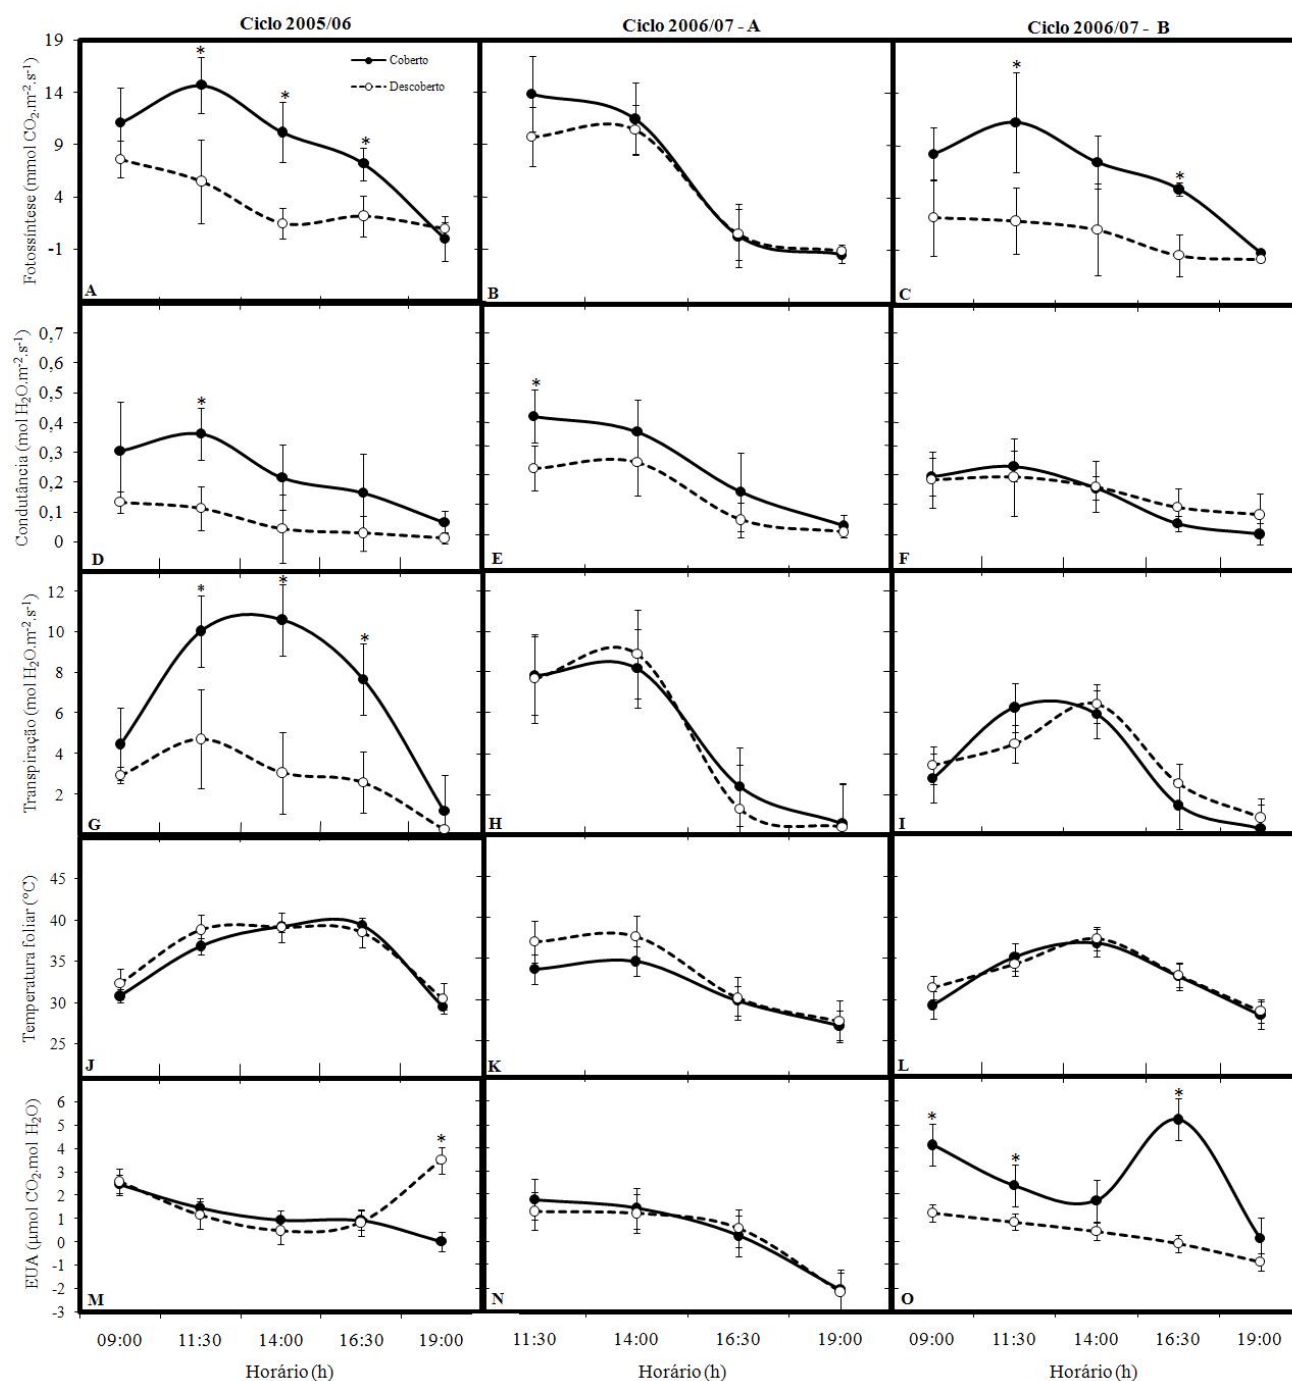 Ciclo 2005/06
Ciclo 2006/07 - A
Ciclo 2006/07 - B
Fotossíntese (mmol CO₂.m⁻².s⁻¹)
19
14
9
4
-1
* * * *
Coberto
Descoberto
A
B
* *
C
Condutância (mol H₂O.m⁻².s⁻¹)
0,7
0,6
0,5
0,4
0,3
0,2
0,1
0
*
D
*
E
F
Transpiração (mol H₂O.m⁻².s⁻¹)
12
10
8
6
4
2
* * *
G
H
I
Temperatura foliar (°C)
45
40
35
30
25
J
K
L
EUA (µmol CO₂.mol H₂O)
6
5
4
3
2
1
0
-1
-2
-3
*
M
N
* * *
O
09:00 11:30 14:00 16:30 19:00
11:30 14:00 16:30 19:00
09:00 11:30 14:00 16:30 19:00
Horário (h)
Horário (h)
Horário (h)